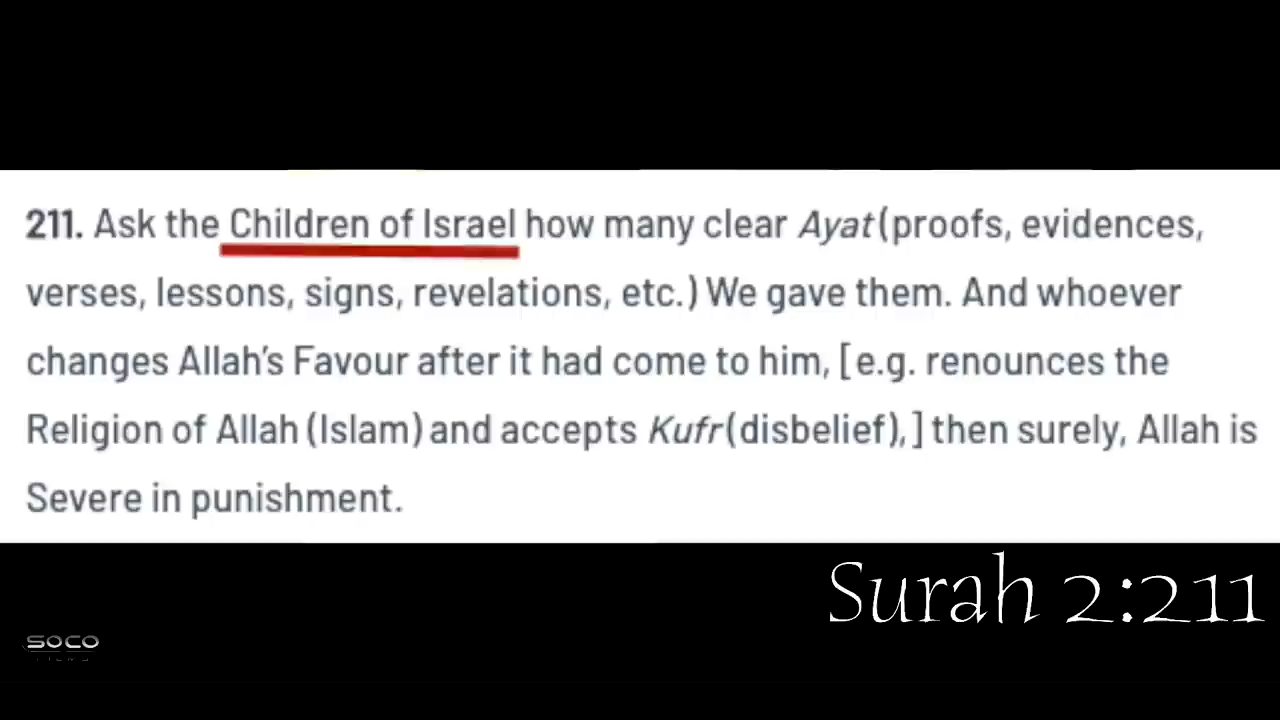 211. Ask the Children of Israel how many clear Ayat (proofs, evidences,
verses, lessons, signs, revelations, etc.) We gave them. And whoever
changes Allah's Favour after it had come to him, [e.g. renounces the
Religion of Allah (Islam) and accepts Kufr (disbelief),] then surely, Allah is
Severe in punishment.
Surah 2:211
SOCO